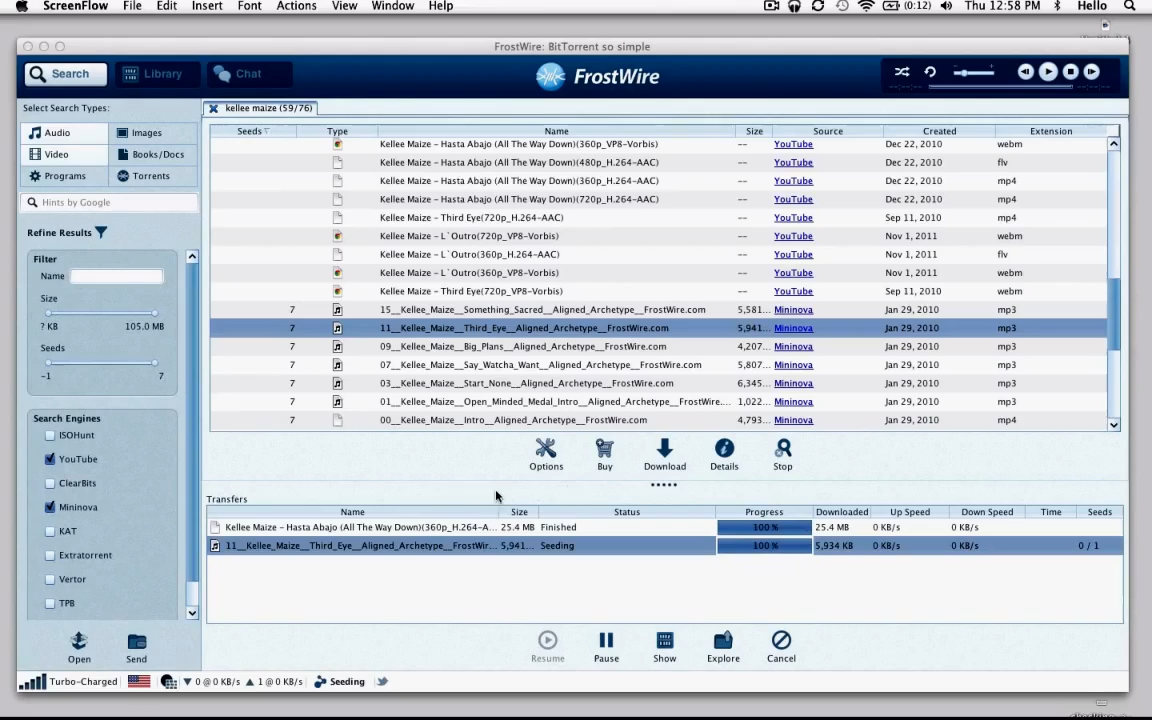 ScreenFlow File Edit Insert Font Actions View Window Help (0:12) Thu 12:58 PM Hello
FrostWire: BitTorrent so simple
Search Library Chat FrostWire
Select Search Types: kellee maize (59/76)
Audio Images
Video Books/Docs
Programs Torrents
Hints by Google
Refine Results
Filter
Name
Size
? KB 105.0 MB
Seeds
-1 7
Search Engines
ISOHunt
YouTube
ClearBits
Mininova
KAT
Extratorrent
Vertor
TPB
Open Send
Seeds Type Name Size Source Created Extension
Kellee Maize - Hasta Abajo (All The Way Down)(360p_VP8-Vorbis) -- YouTube Dec 22, 2010 webm
Kellee Maize - Hasta Abajo (All The Way Down)(480p_H.264-AAC) -- YouTube Dec 22, 2010 flv
Kellee Maize - Hasta Abajo (All The Way Down)(360p_H.264-AAC) -- YouTube Dec 22, 2010 mp4
Kellee Maize - Hasta Abajo (All The Way Down)(720p_H.264-AAC) -- YouTube Dec 22, 2010 mp4
Kellee Maize - Third Eye(720p_H.264-AAC) -- YouTube Sep 11, 2010 mp4
Kellee Maize - L`Outro(720p_VP8-Vorbis) -- YouTube Nov 1, 2011 webm
Kellee Maize - L`Outro(360p_H.264-AAC) -- YouTube Nov 1, 2011 flv
Kellee Maize - L`Outro(360p_VP8-Vorbis) -- YouTube Nov 1, 2011 webm
Kellee Maize - Third Eye(720p_VP8-Vorbis) -- YouTube Sep 11, 2010 webm
7 15__Kellee_Maize__Something_Sacred__Aligned_Archetype__FrostWire.com 5,581... Mininova Jan 29, 2010 mp3
7 11__Kellee_Maize__Third_Eye__Aligned_Archetype__FrostWire.com 5,941... Mininova Jan 29, 2010 mp3
7 09__Kellee_Maize__Big_Plans__Aligned_Archetype__FrostWire.com 4,207... Mininova Jan 29, 2010 mp3
7 07__Kellee_Maize__Say_Watcha_Want__Aligned_Archetype__FrostWire.com 5,807... Mininova Jan 29, 2010 mp3
7 03__Kellee_Maize__Start_None__Aligned_Archetype__FrostWire.com 6,345... Mininova Jan 29, 2010 mp3
7 01__Kellee_Maize__Open_Minded_Medal_Intro__Aligned_Archetype__FrostWire.... 1,022... Mininova Jan 29, 2010 mp3
7 00__Kellee_Maize__Intro__Aligned_Archetype__FrostWire.com 4,793... Mininova Jan 29, 2010 mp4
Options Buy Download Details Stop
Transfers
Name Size Status Progress Downloaded Up Speed Down Speed Time Seeds
Kellee Maize - Hasta Abajo (All The Way Down)(360p_H.264-A... 25.4 MB Finished 100 % 25.4 MB 0 KB/s 0 KB/s
11__Kellee_Maize__Third_Eye__Aligned_Archetype__FrostWir... 5,941... Seeding 100 % 5,934 KB 0 KB/s 0 KB/s 0 / 1
Resume Pause Show Explore Cancel
Turbo-Charged 0 @ 0 KB/s 1 @ 0 KB/s Seeding